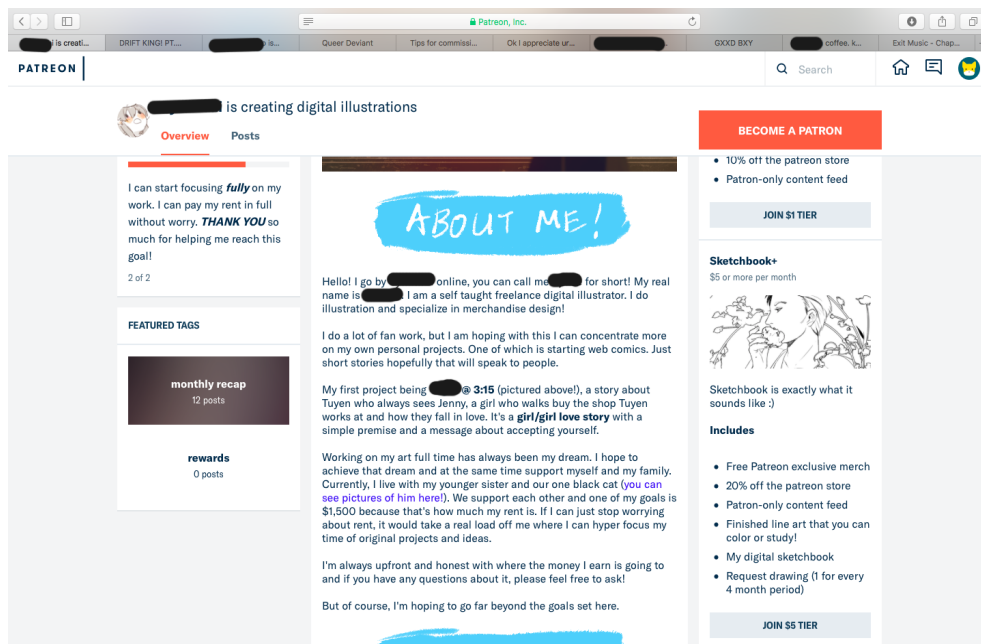 Patreon, Inc.
l is creati...
DRIFT KING! PT....
is...
Queer Deviant
Tips for commissi...
Ok I appreciate ur...
.
GXXD BXY
coffee. k...
Exit Music - Chap...
PATREON
Search
is creating digital illustrations
Overview Posts
BECOME A PATRON
I can start focusing fully on my
work. I can pay my rent in full
without worry. THANK YOU so
much for helping me reach this
goal!
2 of 2
FEATURED TAGS
monthly recap
12 posts
rewards
0 posts
ABOUT ME!
Hello! I go by online, you can call me for short! My real
name is I am a self taught freelance digital illustrator. I do
illustration and specialize in merchandise design!
I do a lot of fan work, but I am hoping with this I can concentrate more
on my own personal projects. One of which is starting web comics. Just
short stories hopefully that will speak to people.
My first project being @ 3:15 (pictured above!), a story about
Tuyen who always sees Jenny, a girl who walks buy the shop Tuyen
works at and how they fall in love. It's a girl/girl love story with a
simple premise and a message about accepting yourself.
Working on my art full time has always been my dream. I hope to
achieve that dream and at the same time support myself and my family.
Currently, I live with my younger sister and our one black cat (you can
see pictures of him here!). We support each other and one of my goals is
$1,500 because that's how much my rent is. If I can just stop worrying
about rent, it would take a real load off me where I can hyper focus my
time of original projects and ideas.
I'm always upfront and honest with where the money I earn is going to
and if you have any questions about it, please feel free to ask!
But of course, I'm hoping to go far beyond the goals set here.
• 10% off the patreon store
• Patron-only content feed
JOIN $1 TIER
Sketchbook+
$5 or more per month
Sketchbook is exactly what it
sounds like :)
Includes
• Free Patreon exclusive merch
• 20% off the patreon store
• Patron-only content feed
• Finished line art that you can
color or study!
• My digital sketchbook
• Request drawing (1 for every
4 month period)
JOIN $5 TIER